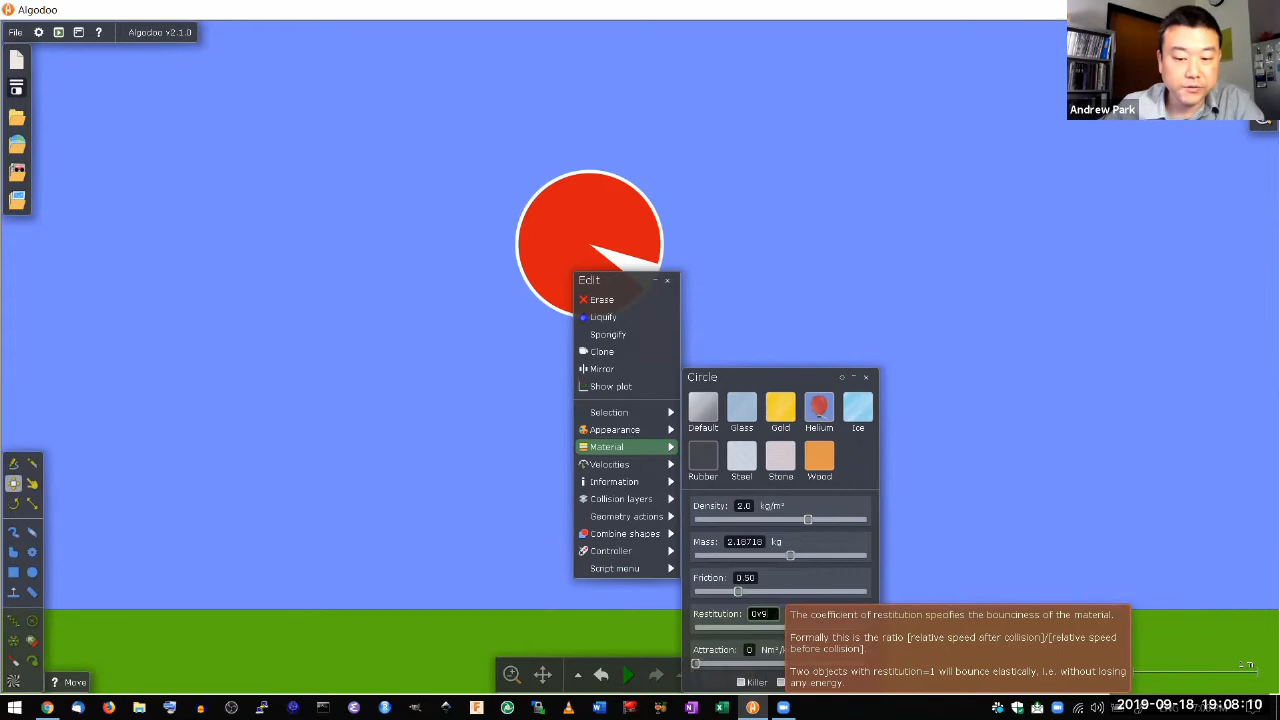 Algodoo
File ? Algodoo v2.1.0
Andrew Park
Edit
Erase
Liquify
Spongify
Clone
Mirror
Show plot
Selection
Appearance
Material
Velocities
Information
Collision layers
Geometry actions
Combine shapes
Controller
Script menu
Circle
Default Glass Gold Helium Ice
Rubber Steel Stone Wood
Density: 2.0 kg/m²
Mass: 2.18718 kg
Friction: 0.50
Restitution: 0v9
Attraction: 0
Killer
The coefficient of restitution specifies the bounciness of the material.
Formally this is the ratio [relative speed after collision]/[relative speed
before collision].
Two objects with restitution=1 will bounce elastically, i.e. without losing
any energy.
? Move
1 m
2019-09-18 19:08:10